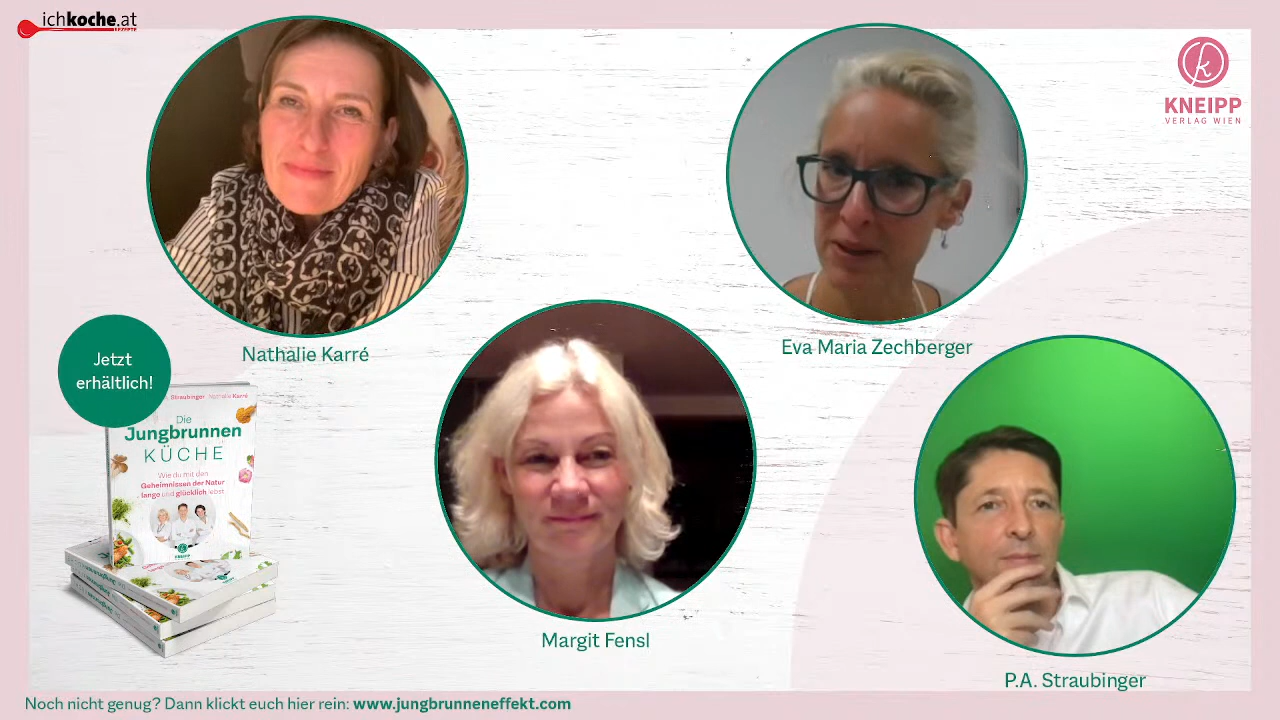 ichkoche.at
KNEIPP
VERLAG WIEN
Nathalie Karré
Eva Maria Zechberger
Jetzt
erhältlich!
Straubinger Nathalie Karré
Die
Jungbrunnen
KÜCHE
Wie du mit den
Geheimnissen der Natur
lange und glücklich lebst
KNEIPP
Margit Fensl
P.A. Straubinger
Noch nicht genug? Dann klickt euch hier rein: www.jungbrunneneffekt.com